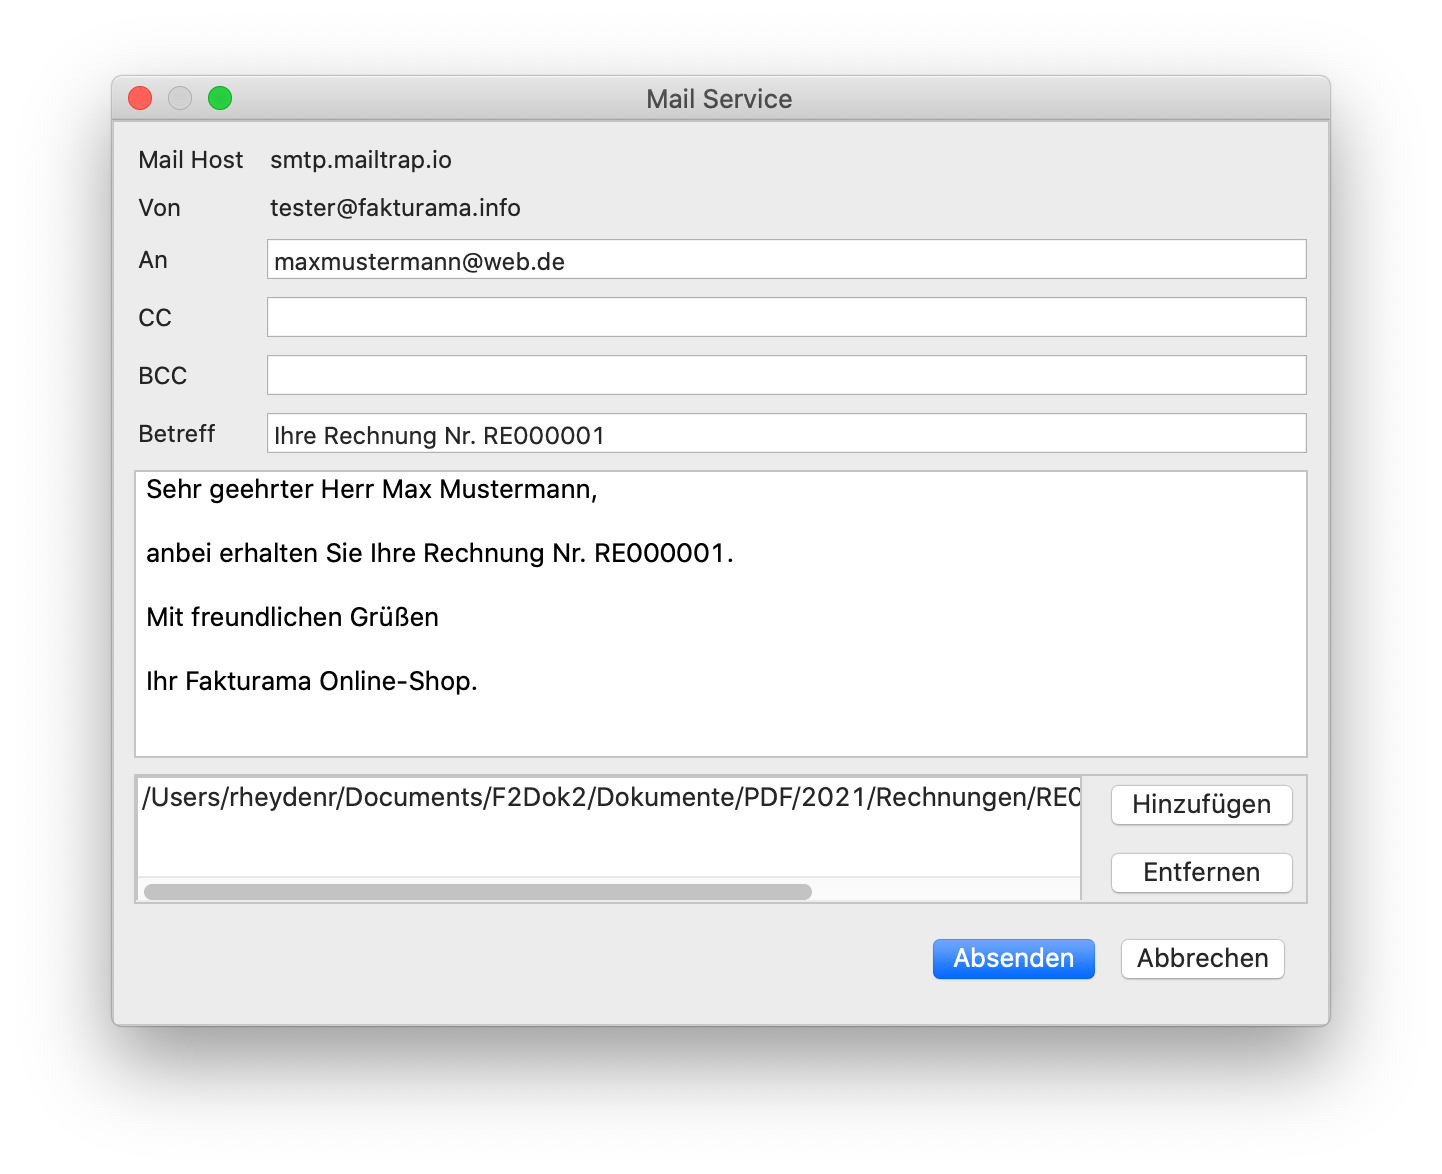 Mail Service
Mail Host smtp.mailtrap.io
Von tester@fakturama.info
An maxmustermann@web.de
CC
BCC
Betreff Ihre Rechnung Nr. RE000001
Sehr geehrter Herr Max Mustermann,
anbei erhalten Sie Ihre Rechnung Nr. RE000001.
Mit freundlichen Grüßen
Ihr Fakturama Online-Shop.
/Users/rheydenr/Documents/F2Dok2/Dokumente/PDF/2021/Rechnungen/RE0
Hinzufügen
Entfernen
Absenden Abbrechen